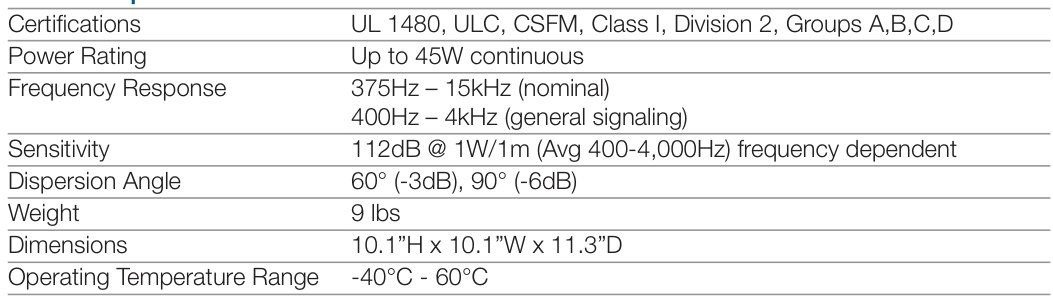 Certifications UL 1480, ULC, CSFM, Class I, Division 2, Groups A,B,C,D
Power Rating Up to 45W continuous
Frequency Response 375Hz – 15kHz (nominal)
400Hz – 4kHz (general signaling)
Sensitivity 112dB @ 1W/1m (Avg 400-4,000Hz) frequency dependent
Dispersion Angle 60° (-3dB), 90° (-6dB)
Weight 9 lbs
Dimensions 10.1”H x 10.1”W x 11.3”D
Operating Temperature Range -40°C - 60°C